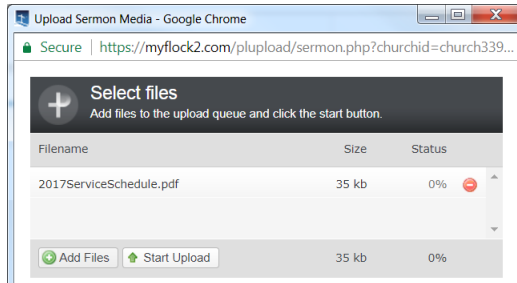 Upload Sermon Media - Google Chrome
Secure | https://myflock2.com/plupload/sermon.php?churchid=church339...
Select files
Add files to the upload queue and click the start button.
Filename Size Status
2017ServiceSchedule.pdf 35 kb 0%
Add Files Start Upload 35 kb 0%